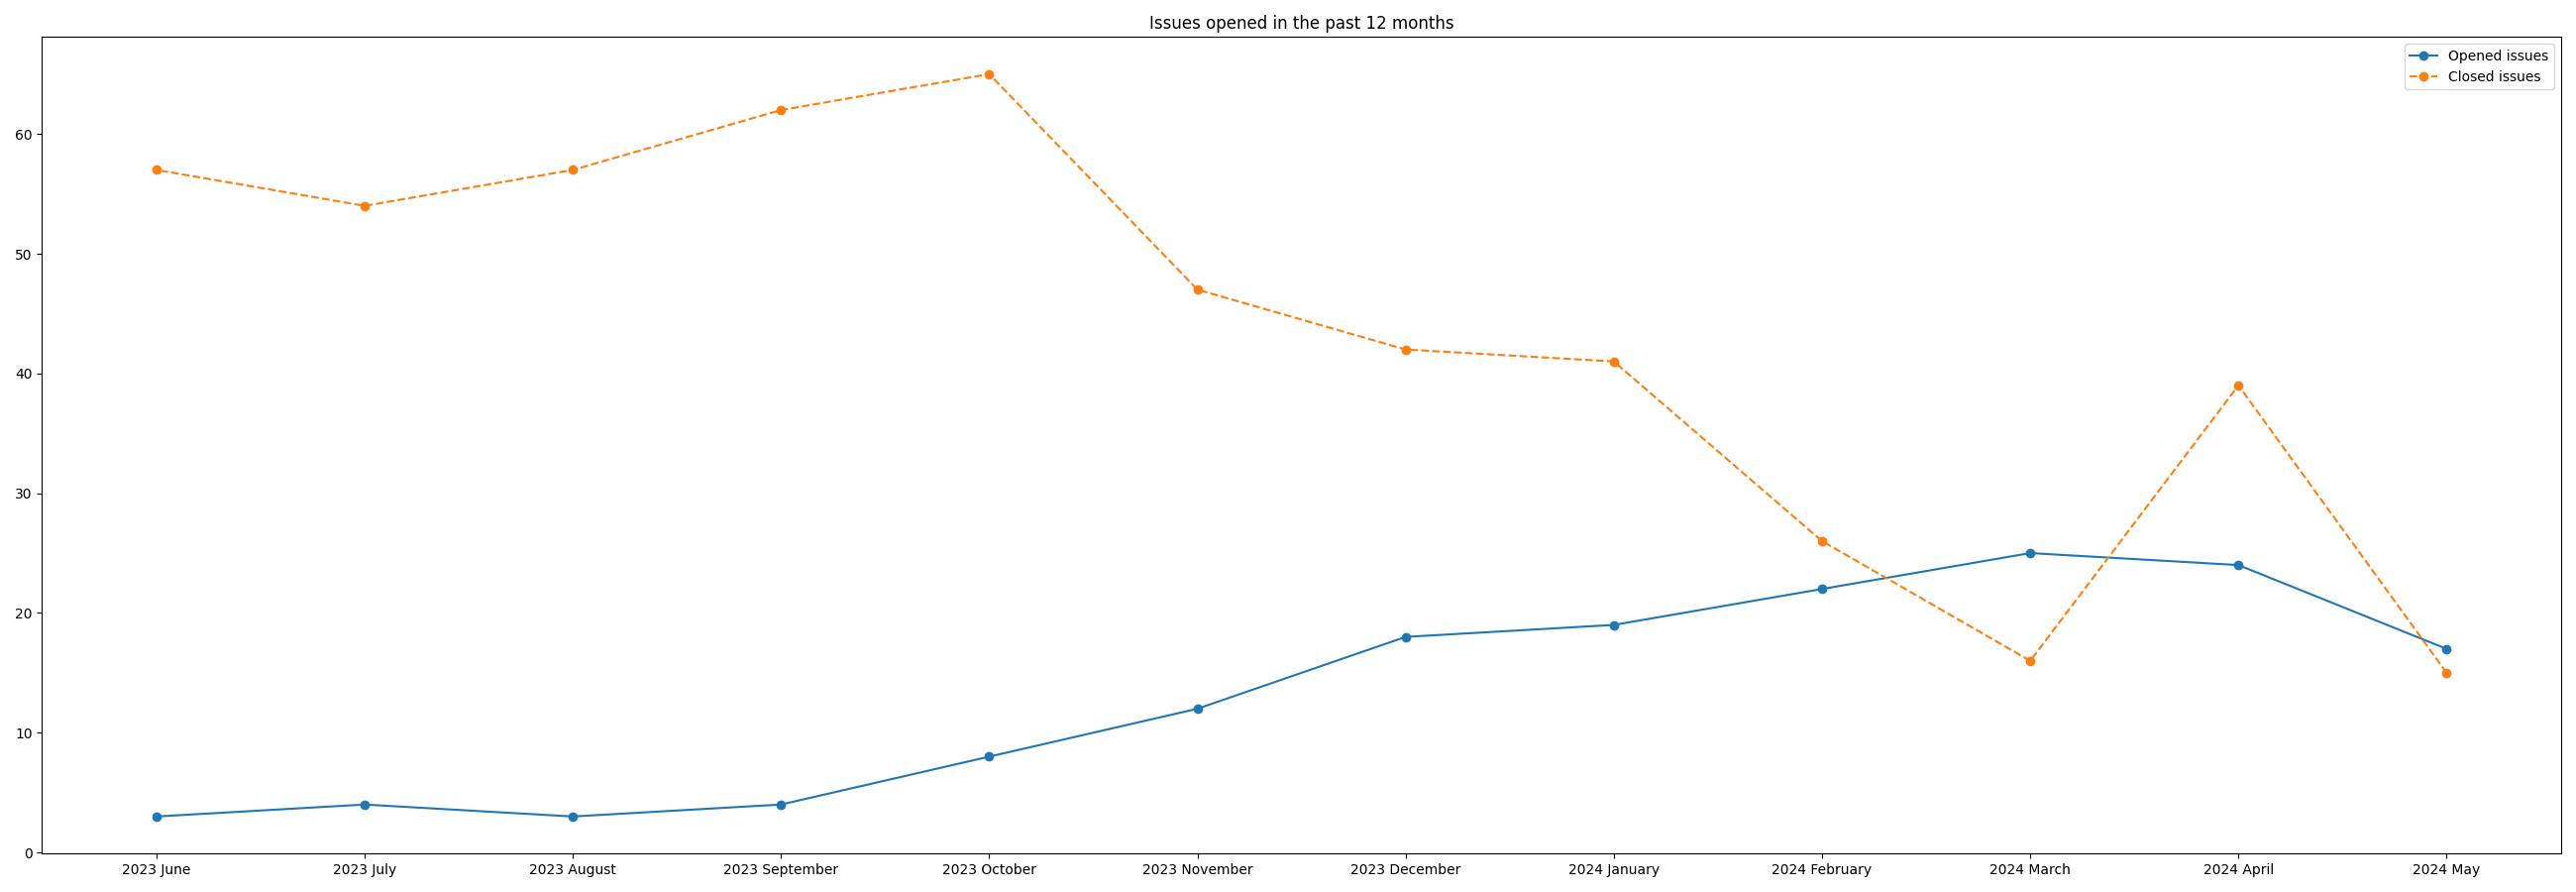 Issues opened in the past 12 months
Opened issues
Closed issues
60
50
40
30
20
10
0
2023 June 2023 July 2023 August 2023 September 2023 October 2023 November 2023 December 2024 January 2024 February 2024 March 2024 April 2024 May